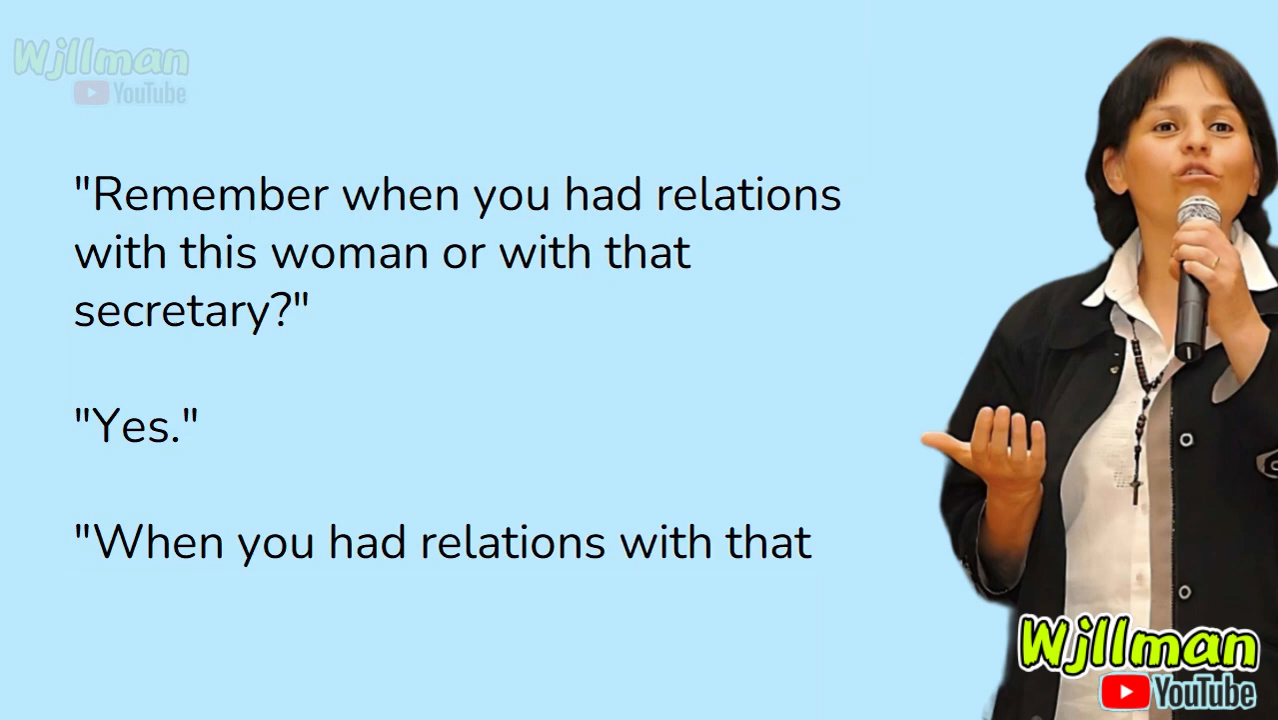 Wjllman
YouTube
"Remember when you had relations
with this woman or with that
secretary?"
"Yes."
"When you had relations with that
Wjllman
YouTube